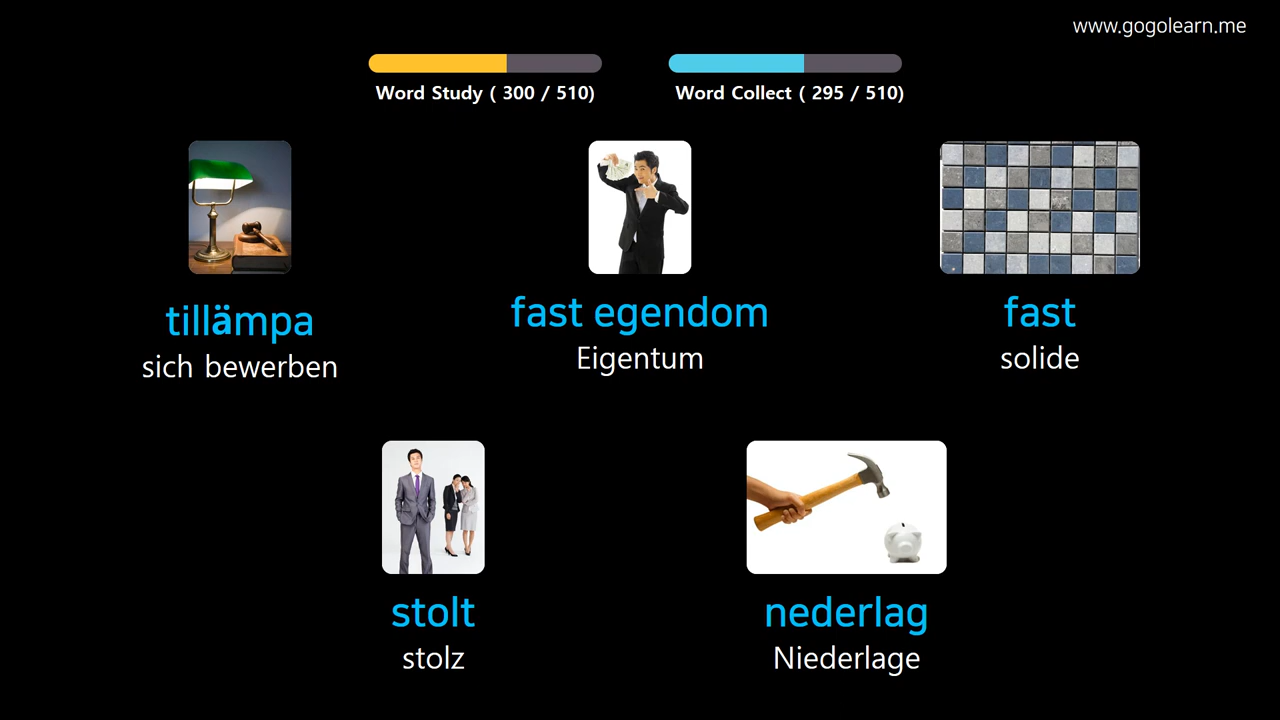 www.gogolearn.me
Word Study ( 300 / 510)
Word Collect ( 295 / 510)
tillämpa
sich bewerben
fast egendom
Eigentum
fast
solide
stolt
stolz
nederlag
Niederlage